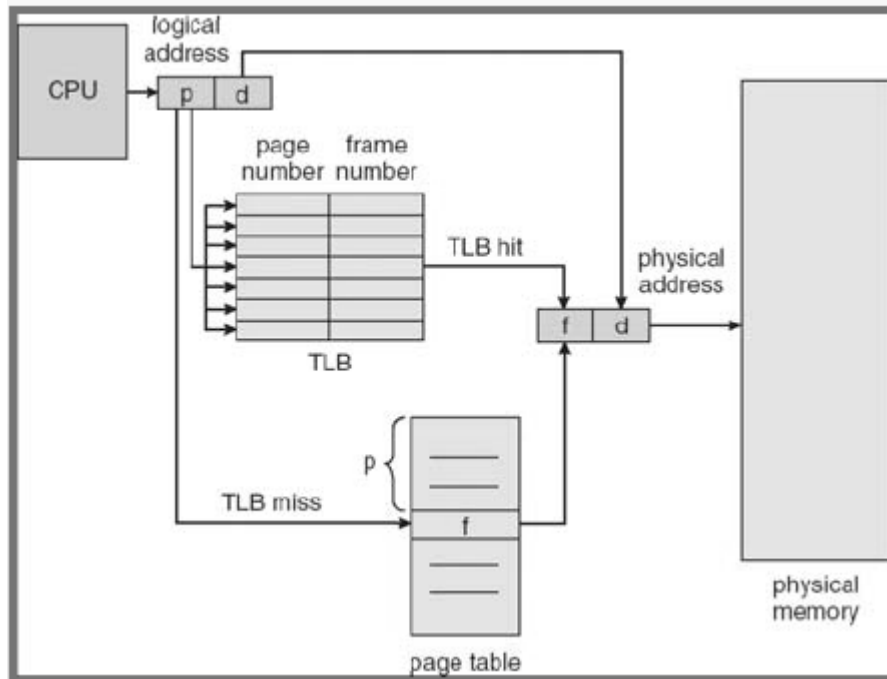 logical
address
CPU
p d
page
number
frame
number
TLB hit
physical
address
f d
TLB
p
TLB miss
f
page table
physical
memory